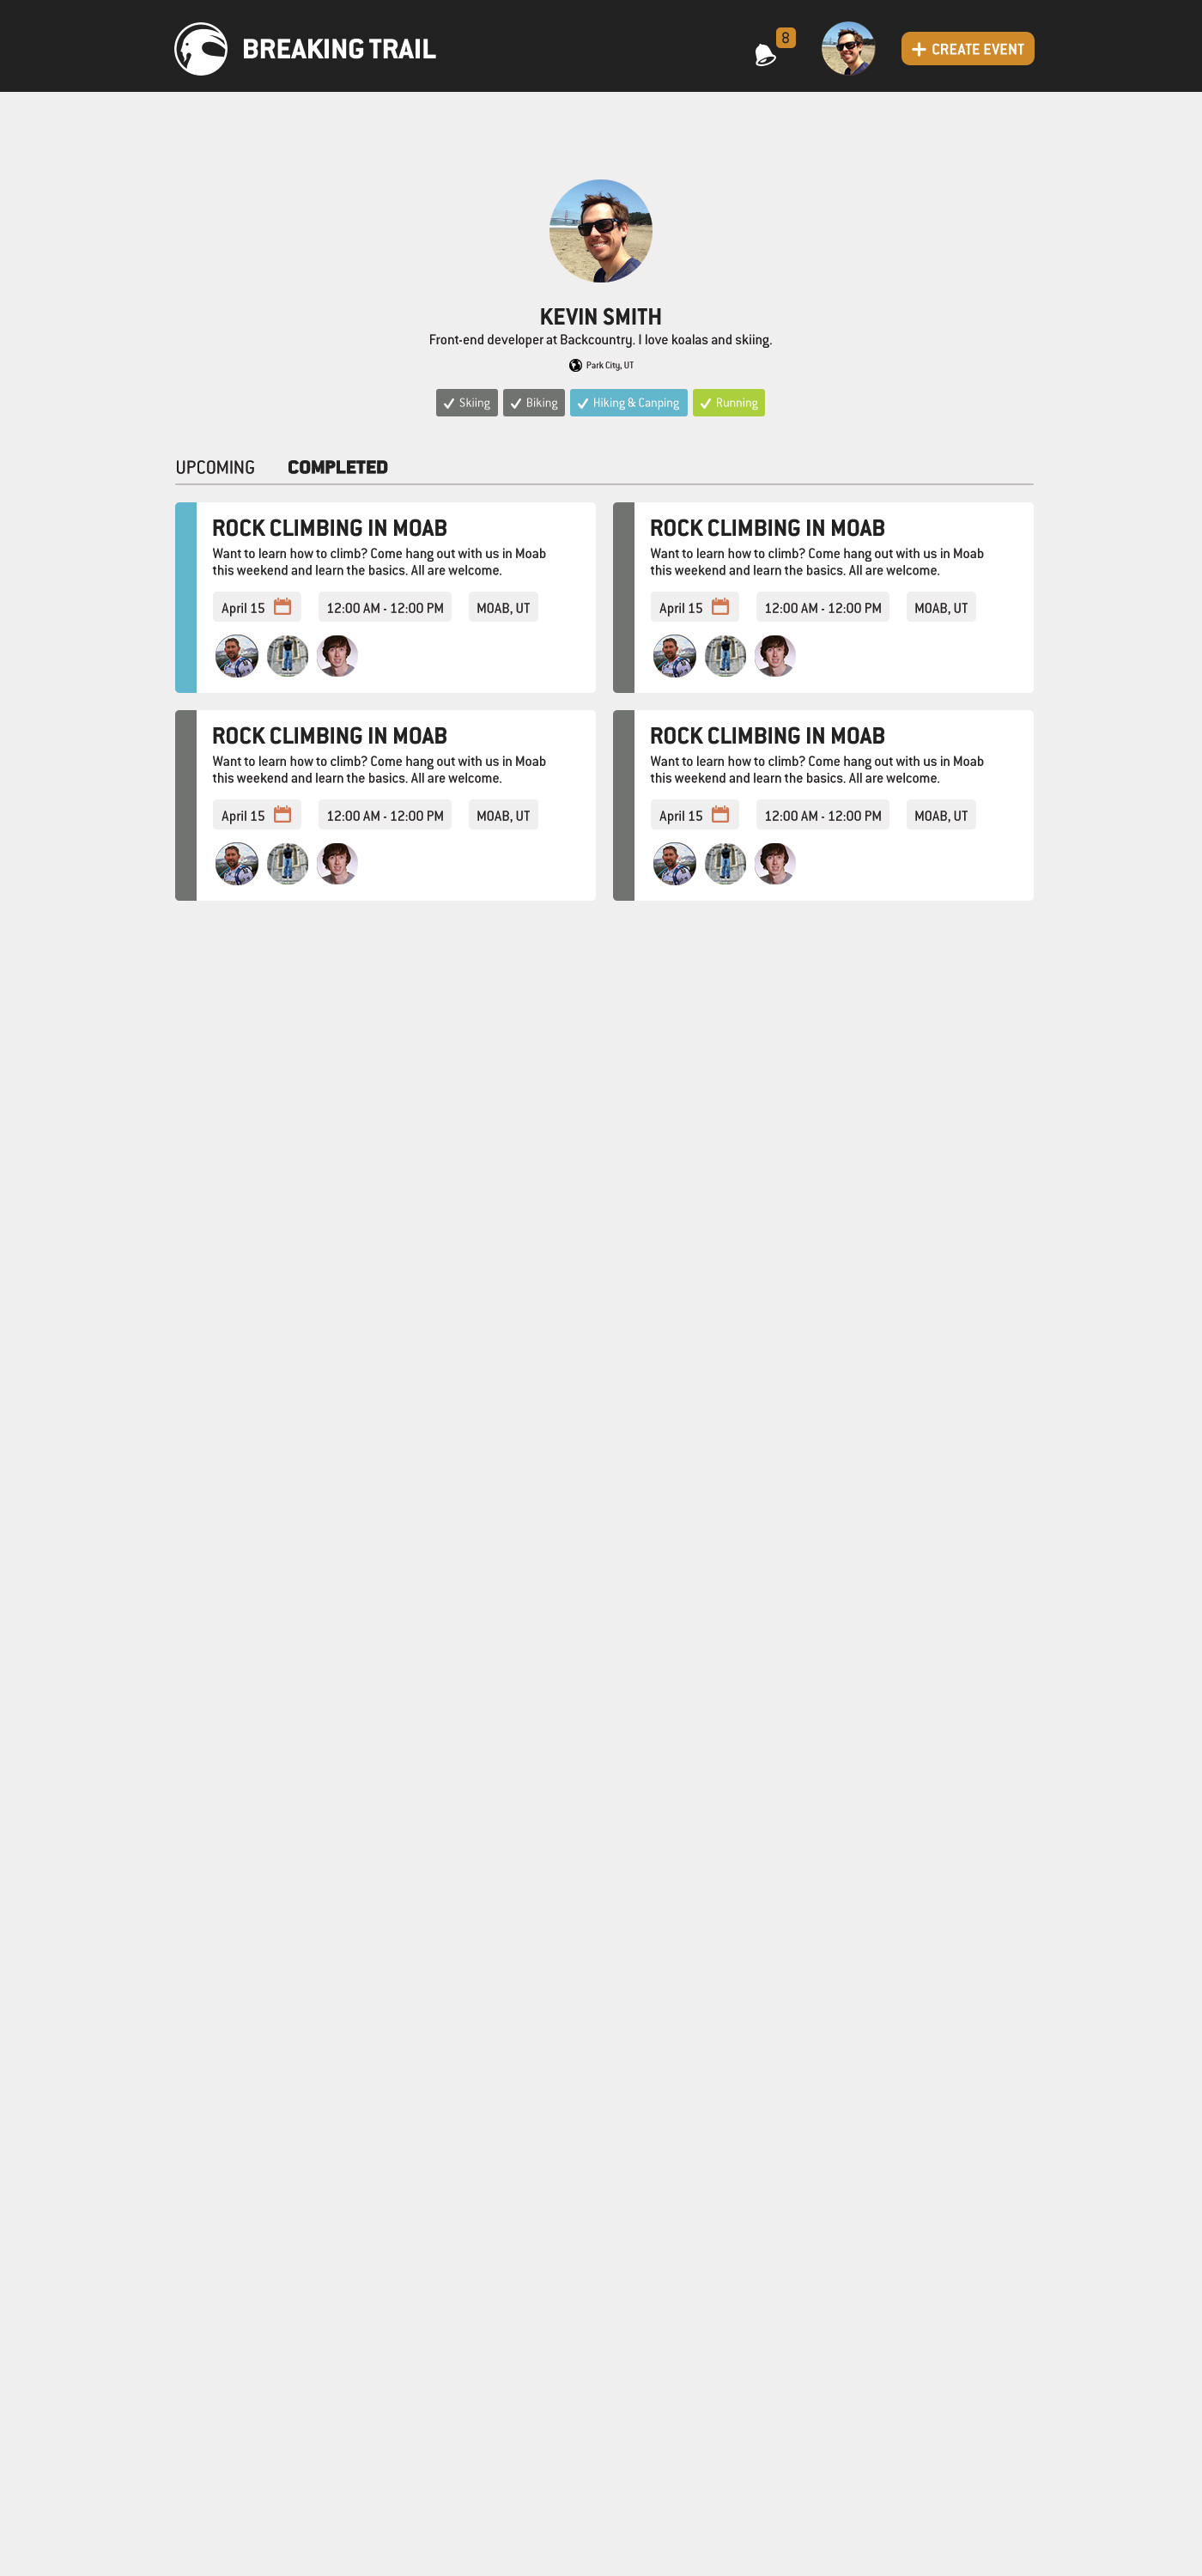 BREAKING TRAIL
8
CREATE EVENT
KEVIN SMITH
Front-end developer at Backcountry. I love koalas and skiing.
Park City, UT
Skiing
Biking
Hiking & Canping
Running
UPCOMING
COMPLETED
ROCK CLIMBING IN MOAB
Want to learn how to climb? Come hang out with us in Moab
this weekend and learn the basics. All are welcome.
April 15
12:00 AM - 12:00 PM
MOAB, UT
ROCK CLIMBING IN MOAB
Want to learn how to climb? Come hang out with us in Moab
this weekend and learn the basics. All are welcome.
April 15
12:00 AM - 12:00 PM
MOAB, UT
ROCK CLIMBING IN MOAB
Want to learn how to climb? Come hang out with us in Moab
this weekend and learn the basics. All are welcome.
April 15
12:00 AM - 12:00 PM
MOAB, UT
ROCK CLIMBING IN MOAB
Want to learn how to climb? Come hang out with us in Moab
this weekend and learn the basics. All are welcome.
April 15
12:00 AM - 12:00 PM
MOAB, UT